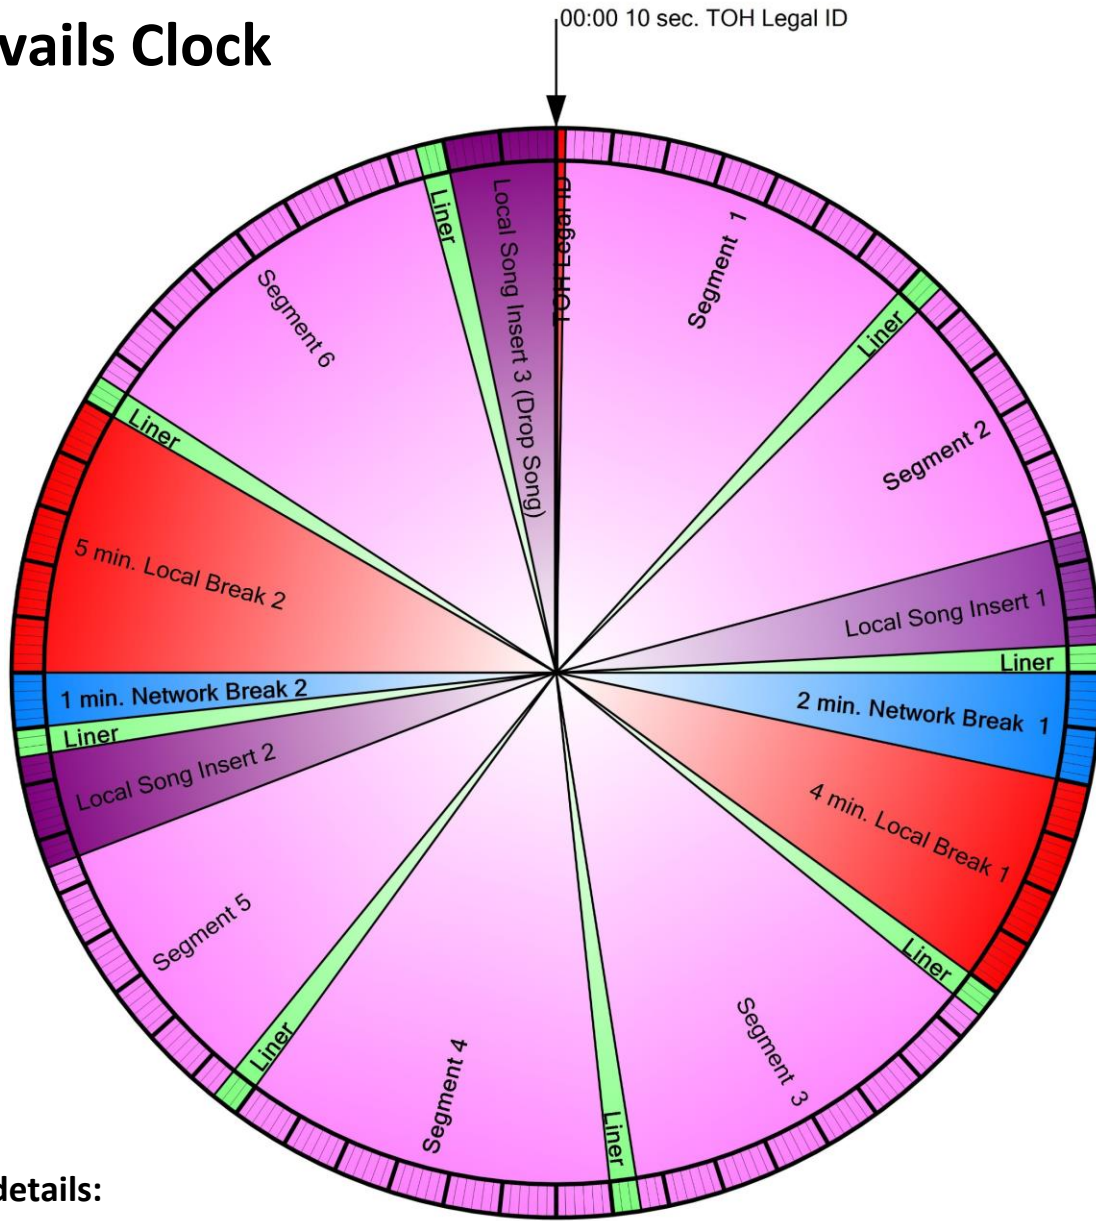 vails Clock
00:00 10 sec. TOH Legal ID
TOH Legal ID
Segment 1
Liner
Segment 2
Local Song Insert 1
Liner
2 min. Network Break 1
4 min. Local Break 1
Liner
Segment 3
Liner
Segment 4
Liner
Segment 5
Local Song Insert 2
Liner
1 min. Network Break 2
5 min. Local Break 2
Liner
Segment 6
Liner
Local Song Insert 3 (Drop Song)
details: